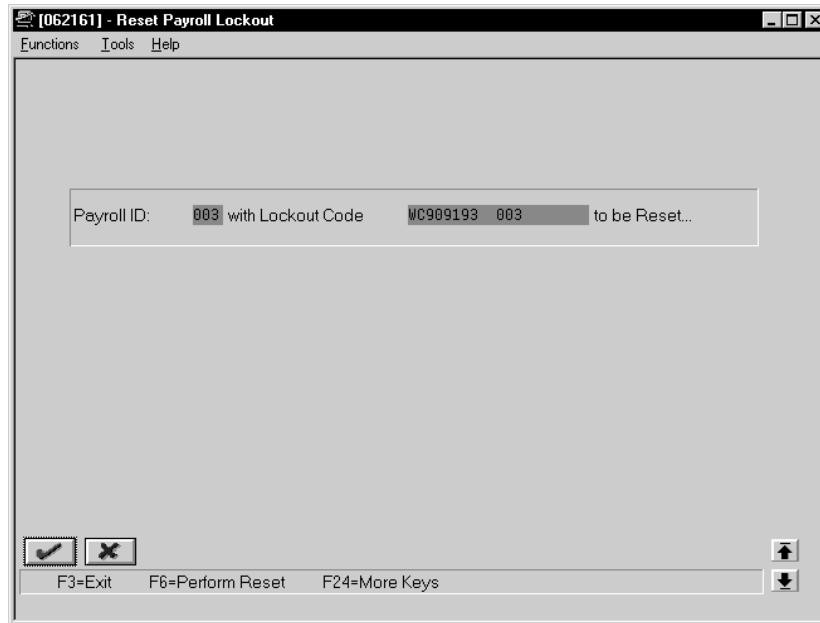 [062161] - Reset Payroll Lockout
Functions Tools Help
Payroll ID: 003 with Lockout Code WC909193 003 to be Reset...
F3=Exit F6=Perform Reset F24=More Keys